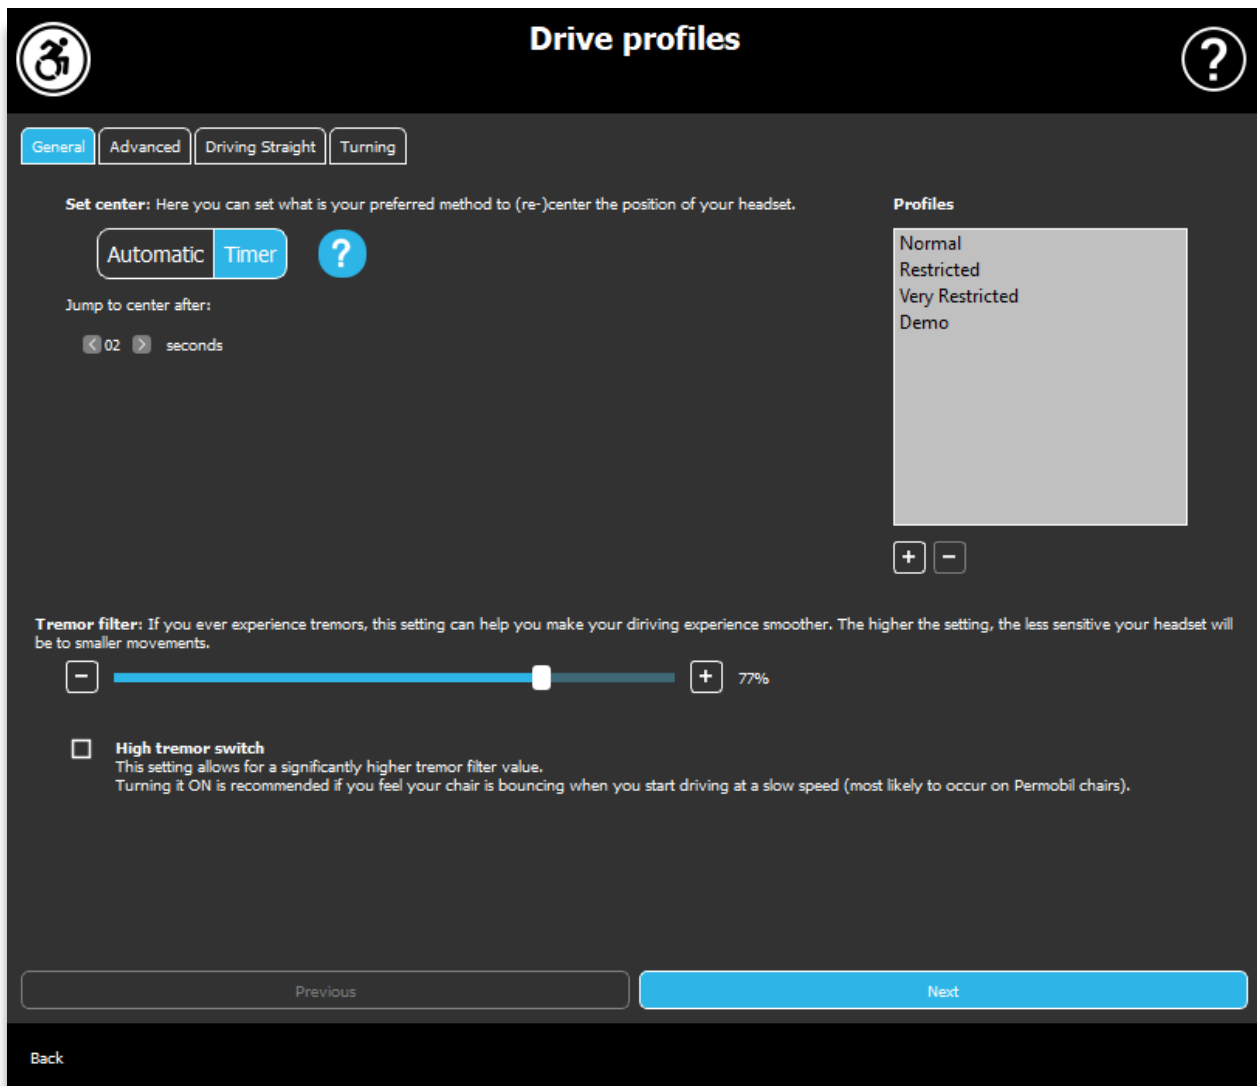 Drive profiles
General
Advanced
Driving Straight
Turning
Set center: Here you can set what is your preferred method to (re-)center the position of your headset.
Automatic
Timer
?
Jump to center after:
< 02 > seconds
Profiles
Normal
Restricted
Very Restricted
Demo
+ −
Tremor filter: If you ever experience tremors, this setting can help you make your diriving experience smoother. The higher the setting, the less sensitive your headset will
be to smaller movements.
− + 77%
High tremor switch
This setting allows for a significantly higher tremor filter value.
Turning it ON is recommended if you feel your chair is bouncing when you start driving at a slow speed (most likely to occur on Permobil chairs).
Previous
Next
Back